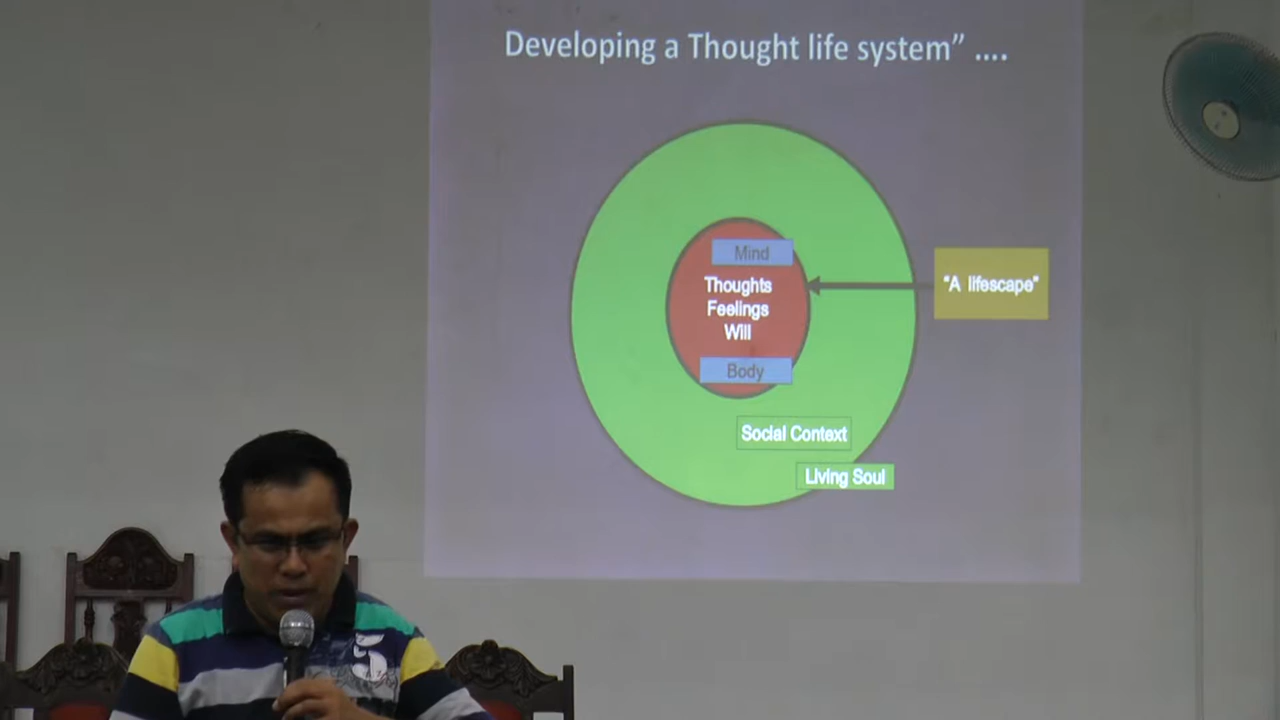 Developing a Thought life system” ....
Mind
Thoughts
Feelings
Will
Body
“A lifescape”
Social Context
Living Soul